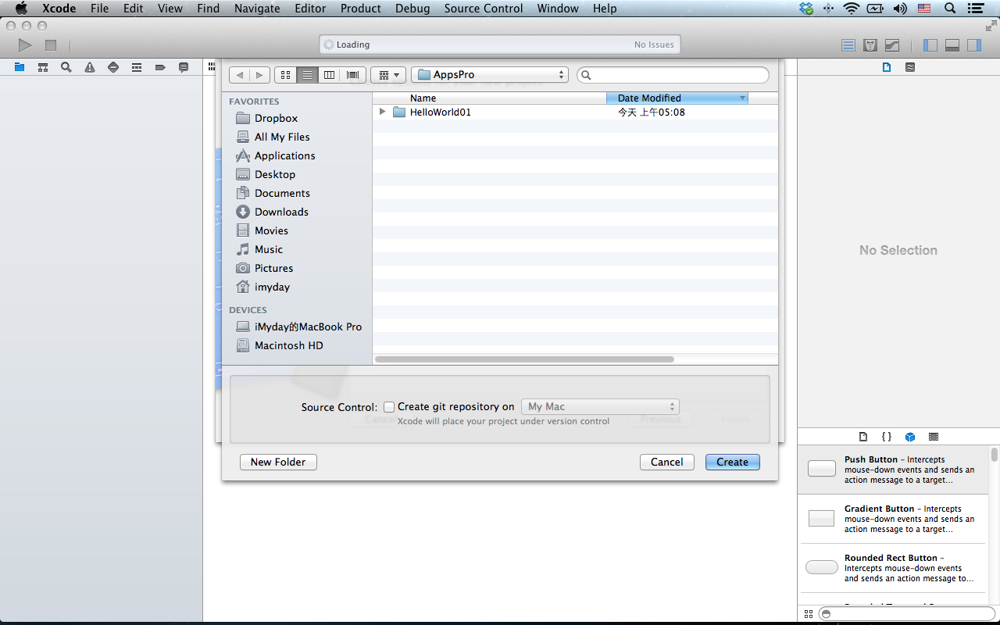 Xcode File Edit View Find Navigate Editor Product Debug Source Control Window Help
Loading No Issues
AppsPro
Name Date Modified
HelloWorld01 今天 上午05:08
FAVORITES
Dropbox
All My Files
Applications
Desktop
Documents
Downloads
Movies
Music
Pictures
imyday
DEVICES
iMyday的MacBook Pro
Macintosh HD
Source Control: Create git repository on My Mac
Xcode will place your project under version control
Cancel Previous Finish
New Folder Cancel Create
No Selection
Push Button – Intercepts
mouse-down events and sends an
action message to a target...
Gradient Button – Intercepts
mouse-down events and sends an
action message to a target...
Rounded Rect Button –
Intercepts mouse-down events
and sends an action message to...